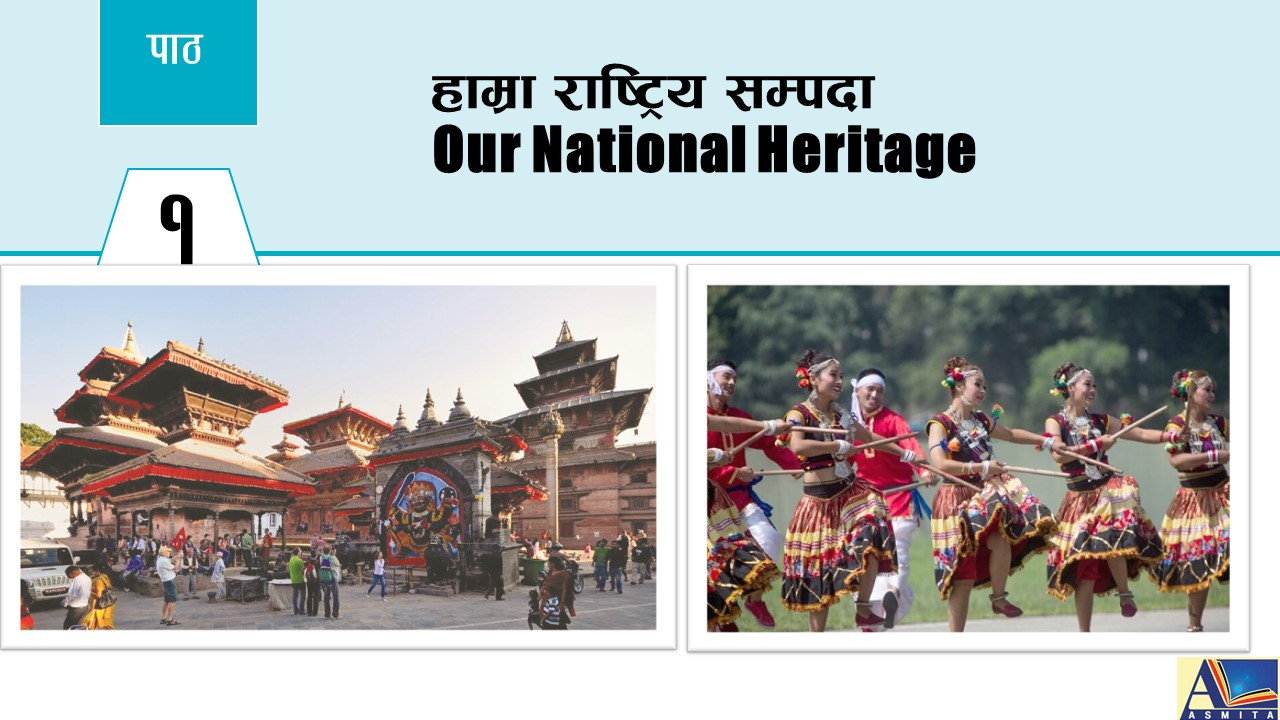 पाठ
१
हाम्रा राष्ट्रिय सम्पदा
Our National Heritage
ASMITA